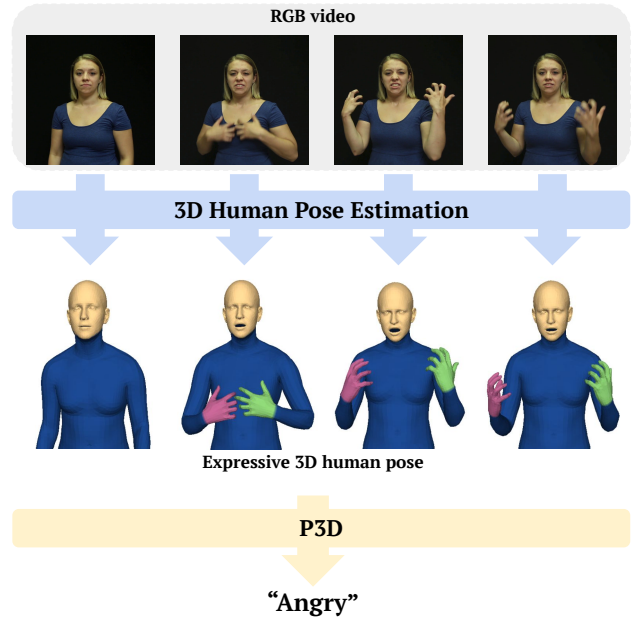 RGB video
3D Human Pose Estimation
Expressive 3D human pose
P3D
“Angry”